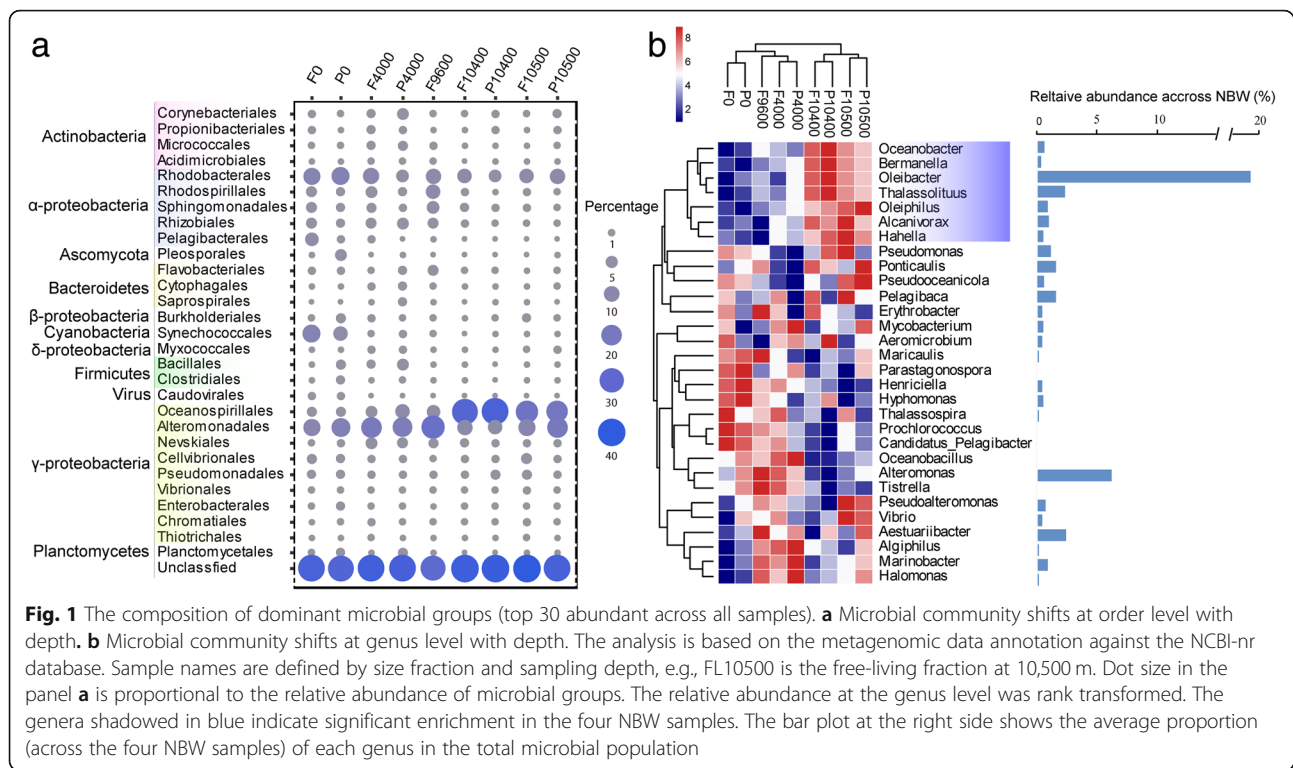 a
F0 P0 F4000 P4000 F9600 F10400 P10400 F10500 P10500
Actinobacteria
α-proteobacteria
Ascomycota
Bacteroidetes
β-proteobacteria
Cyanobacteria
δ-proteobacteria
Firmicutes
Virus
γ-proteobacteria
Planctomycetes
Corynebacteriales
Propionibacteriales
Micrococcales
Acidimicrobiales
Rhodobacterales
Rhodospirillales
Sphingomonadales
Rhizobiales
Pelagibacterales
Pleosporales
Flavobacteriales
Cytophagales
Saprospirales
Burkholderiales
Synechococcales
Myxococcales
Bacillales
Clostridiales
Caudovirales
Oceanospirillales
Alteromonadales
Nevskiales
Cellvibrionales
Pseudomonadales
Vibrionales
Enterobacterales
Chromatiales
Thiotrichales
Planctomycetales
Unclassfied
Percentage
1
5
10
20
30
40
b
8
6
4
2
F0 P0 F9600 F4000 P4000 F10400 P10400 F10500 P10500
Oceanobacter
Bermanella
Oleibacter
Thalassolituus
Oleiphilus
Alcanivorax
Hahella
Pseudomonas
Ponticaulis
Pseudooceanicola
Pelagibaca
Erythrobacter
Mycobacterium
Aeromicrobium
Maricaulis
Parastagonospora
Henriciella
Hyphomonas
Thalassospira
Prochlorococcus
Candidatus_Pelagibacter
Oceanobacillus
Alteromonas
Tistrella
Pseudoalteromonas
Vibrio
Aestuariibacter
Algiphilus
Marinobacter
Halomonas
Reltaive abundance accross NBW (%)
0 5 10 20
Fig. 1 The composition of dominant microbial groups (top 30 abundant across all samples). a Microbial community shifts at order level with
depth. b Microbial community shifts at genus level with depth. The analysis is based on the metagenomic data annotation against the NCBI-nr
database. Sample names are defined by size fraction and sampling depth, e.g., FL10500 is the free-living fraction at 10,500 m. Dot size in the
panel a is proportional to the relative abundance of microbial groups. The relative abundance at the genus level was rank transformed. The
genera shadowed in blue indicate significant enrichment in the four NBW samples. The bar plot at the right side shows the average proportion
(across the four NBW samples) of each genus in the total microbial population